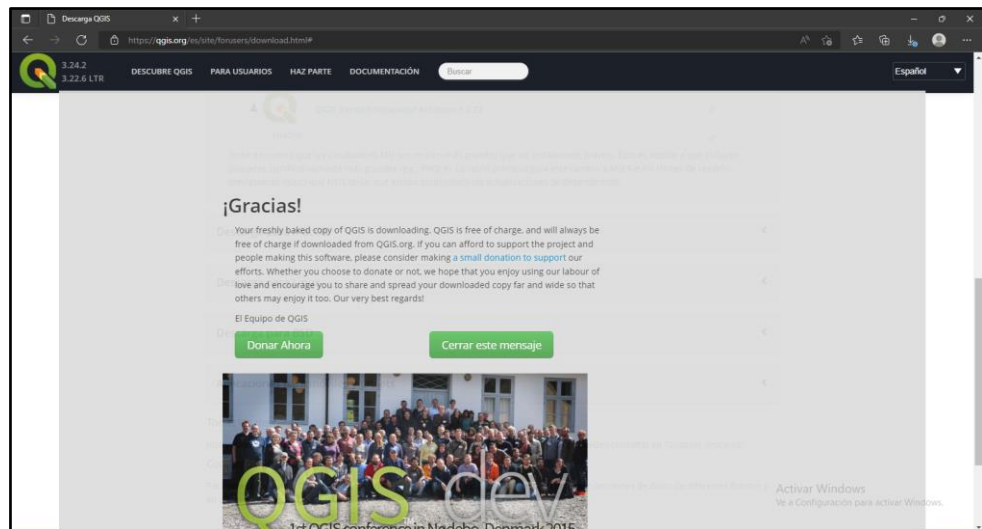 Descarga QGIS
https://qgis.org/es/site/forusers/download.html#
3.24.2
3.22.6 LTR
DESCUBRE QGIS PARA USUARIOS HAZ PARTE DOCUMENTACIÓN Buscar Español
¡Gracias!
Your freshly baked copy of QGIS is downloading. QGIS is free of charge, and will always be
free of charge if downloaded from QGIS.org. If you can afford to support the project and
people making this software, please consider making a small donation to support our
efforts. Whether you choose to donate or not, we hope that you enjoy using our labour of
love and encourage you to share and spread your downloaded copy far and wide so that
others may enjoy it too. Our very best regards!
El Equipo de QGIS
Donar Ahora Cerrar este mensaje
QGIS dev
1st QGIS conference in Nødebo, Denmark 2015
Activar Windows
Ve a Configuración para activar Windows.